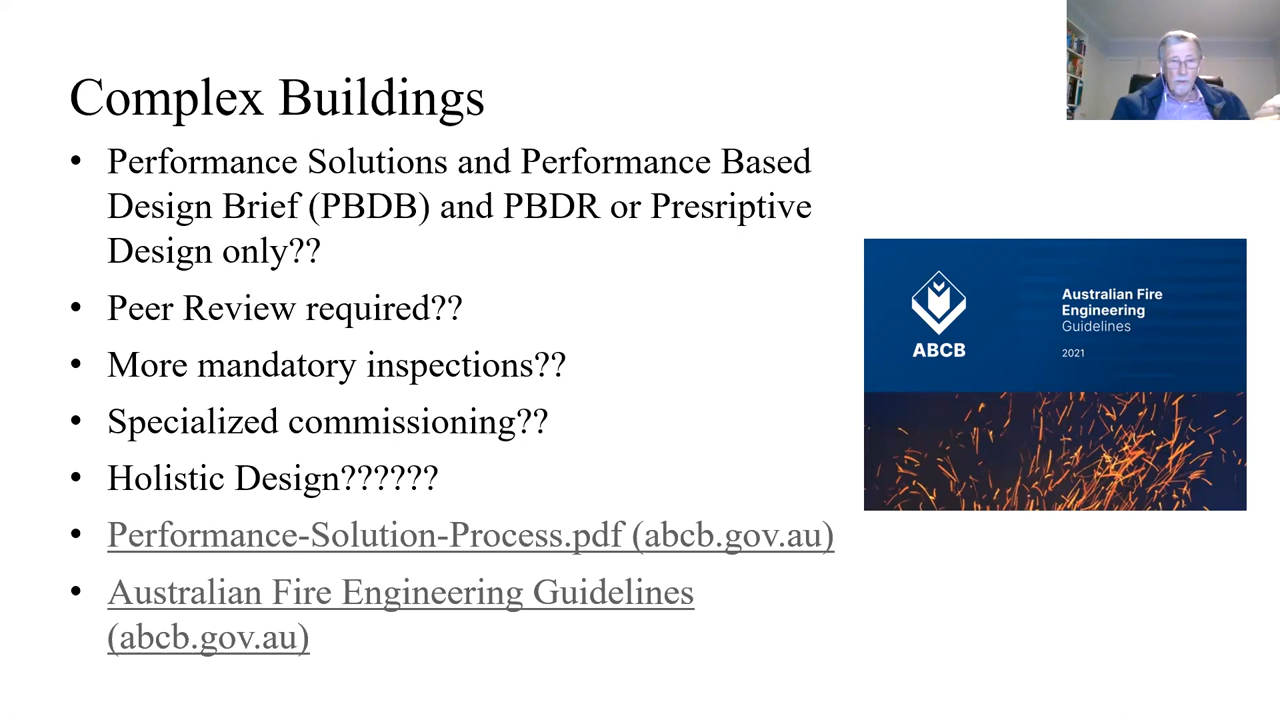 Complex Buildings
• Performance Solutions and Performance Based
Design Brief (PBDB) and PBDR or Presriptive
Design only??
• Peer Review required??
• More mandatory inspections??
• Specialized commissioning??
• Holistic Design??????
• Performance-Solution-Process.pdf (abcb.gov.au)
• Australian Fire Engineering Guidelines
(abcb.gov.au)
ABCB
Australian Fire
Engineering
Guidelines
2021